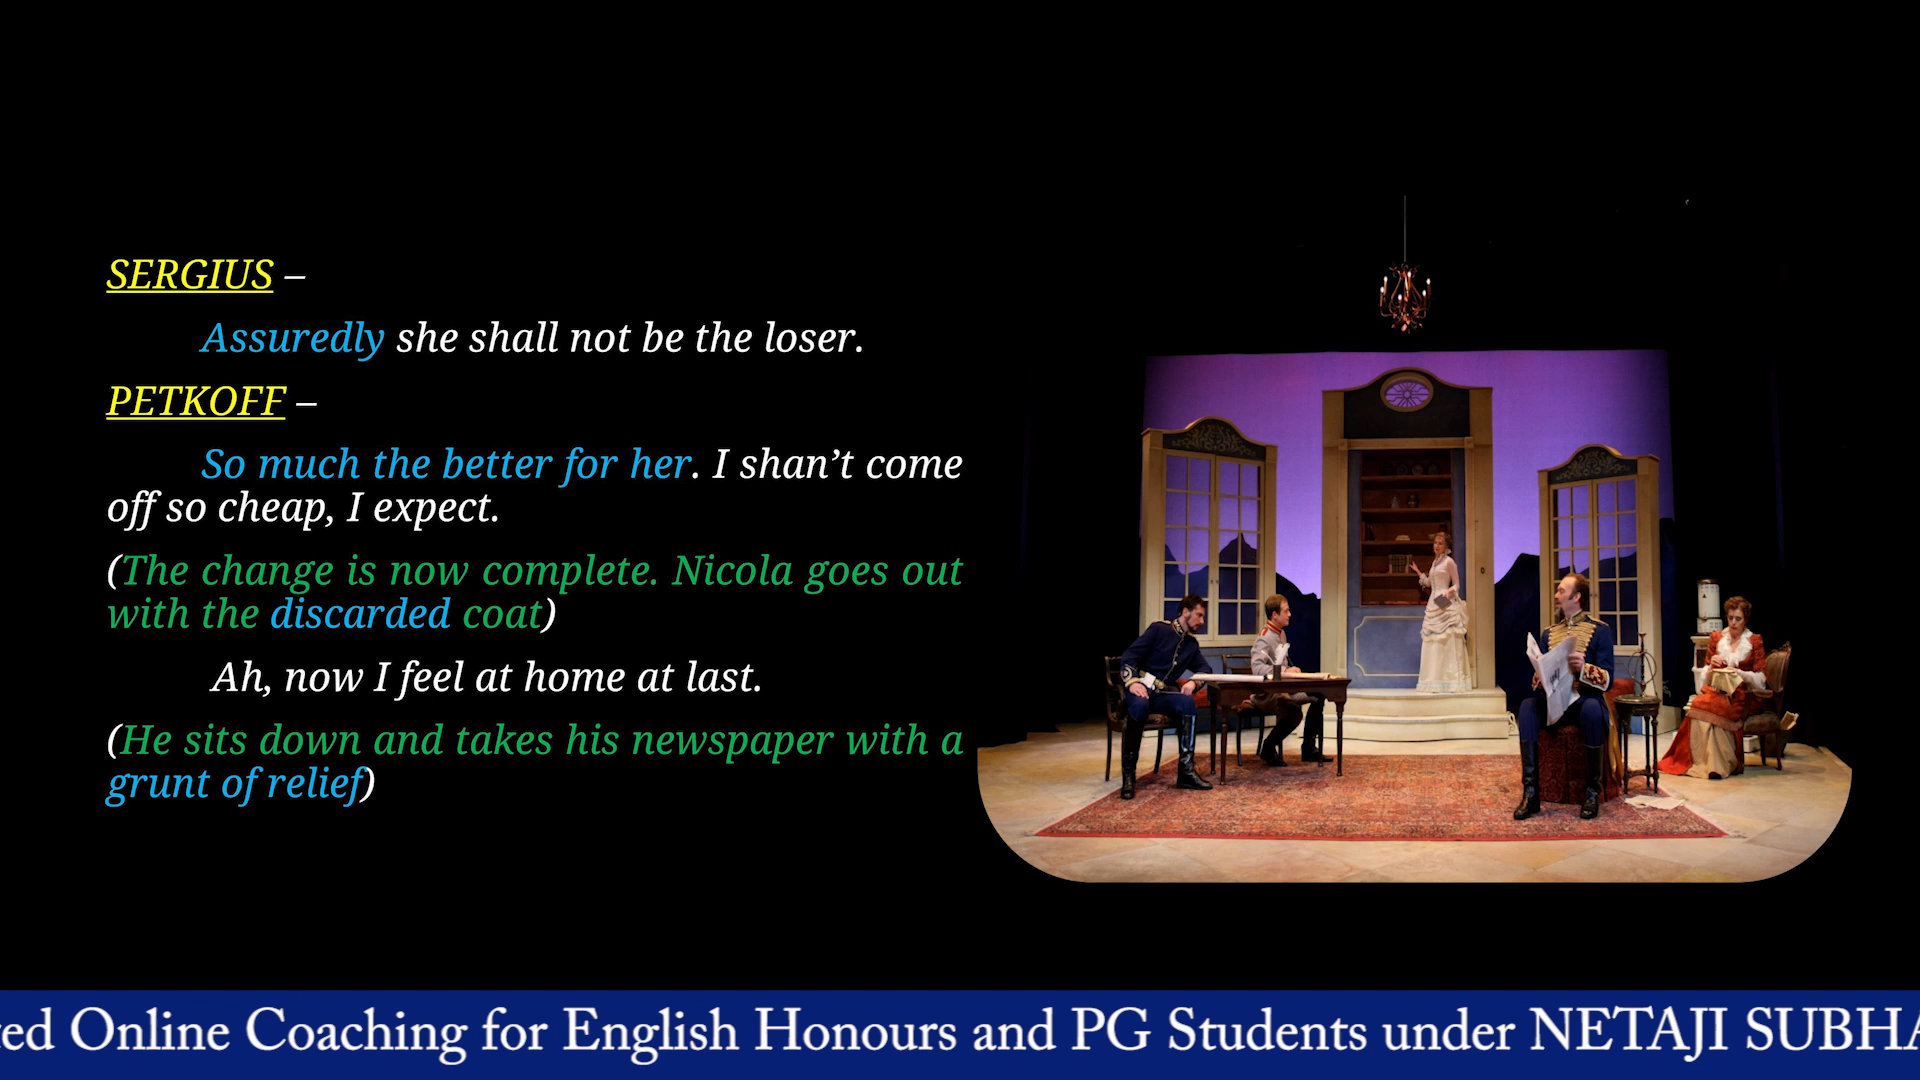 SERGIUS –
Assuredly she shall not be the loser.
PETKOFF –
So much the better for her. I shan’t come
off so cheap, I expect.
(The change is now complete. Nicola goes out
with the discarded coat)
Ah, now I feel at home at last.
(He sits down and takes his newspaper with a
grunt of relief)
Online Coaching for English Honours and PG Students under NETAJI